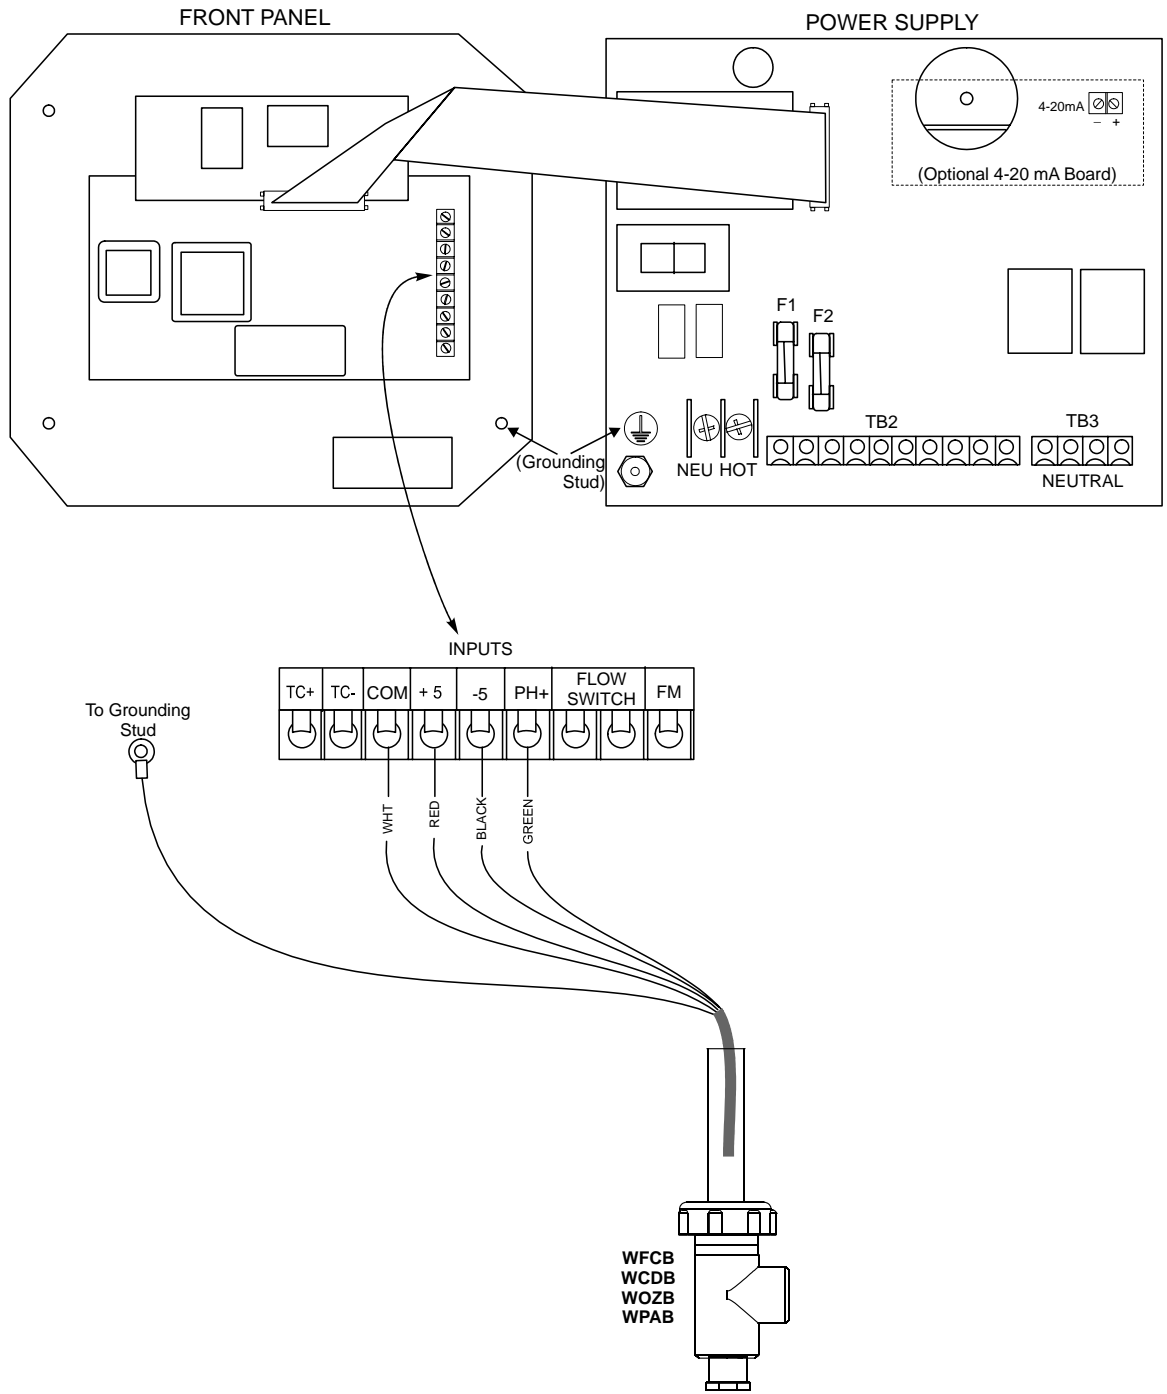 FRONT PANEL
POWER SUPPLY
4-20mA
– +
(Optional 4-20 mA Board)
F1
F2
TB2
TB3
(Grounding
Stud)
NEU HOT
NEUTRAL
INPUTS
TC+ TC- COM + 5 -5 PH+ FLOW
SWITCH FM
To Grounding
Stud
WHT
RED
BLACK
GREEN
WFCB
WCDB
WOZB
WPAB